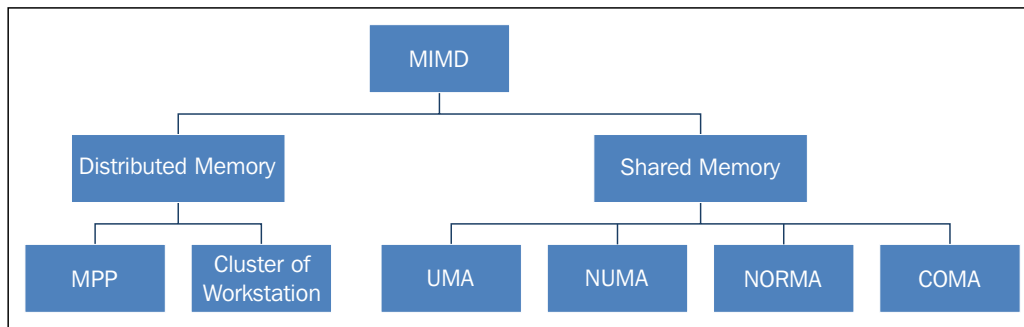 MIMD
Distributed Memory
Shared Memory
MPP
Cluster of
Workstation
UMA
NUMA
NORMA
COMA